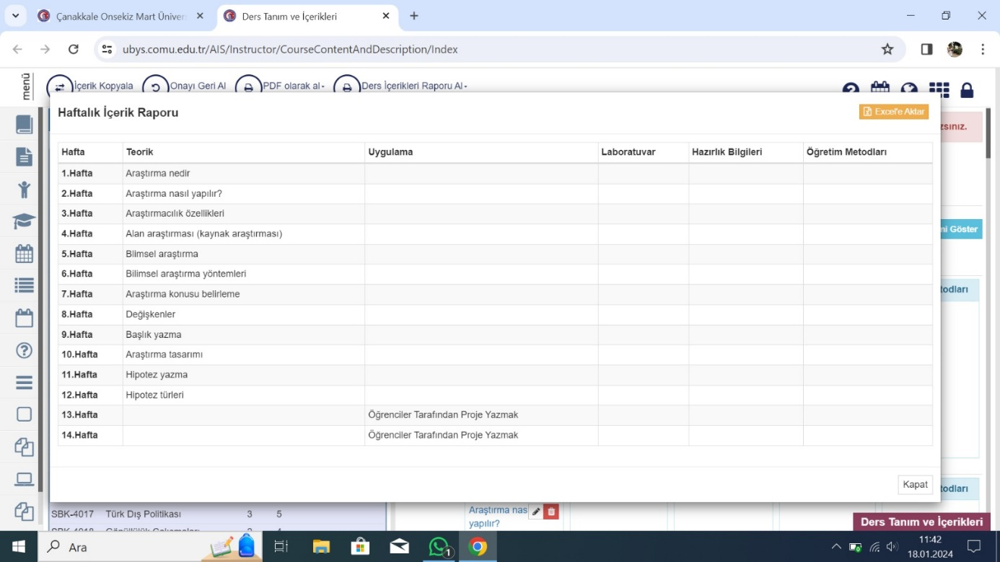 Çanakkale Onsekiz Mart Üniver
Ders Tanım ve İçerikleri
ubys.comu.edu.tr/AIS/Instructor/CourseContentAndDescription/Index
menü
İçerik Kopyala Onayı Geri Al PDF olarak al Ders İçerikleri Raporu Al
Haftalık İçerik Raporu
Excel'e Aktar
zsınız.
Hafta Teorik Uygulama Laboratuvar Hazırlık Bilgileri Öğretim Metodları
1.Hafta Araştırma nedir
2.Hafta Araştırma nasıl yapılır?
3.Hafta Araştırmacılık özellikleri
4.Hafta Alan araştırması (kaynak araştırması)
ni Göster
5.Hafta Blimsel araştırma
6.Hafta Bilimsel araştırma yöntemleri
7.Hafta Araştırma konusu belirleme
todları
8.Hafta Değişkenler
9.Hafta Başlık yazma
10.Hafta Araştırma tasarımı
11.Hafta Hipotez yazma
12.Hafta Hipotez türleri
13.Hafta Öğrenciler Tarafından Proje Yazmak
14.Hafta Öğrenciler Tarafından Proje Yazmak
Kapat
todları
SBK-4017 Türk Dış Politikası 3 5
Araştırma nas
yapılır?
Ders Tanım ve İçerikleri
Ara
1
11:42
18.01.2024